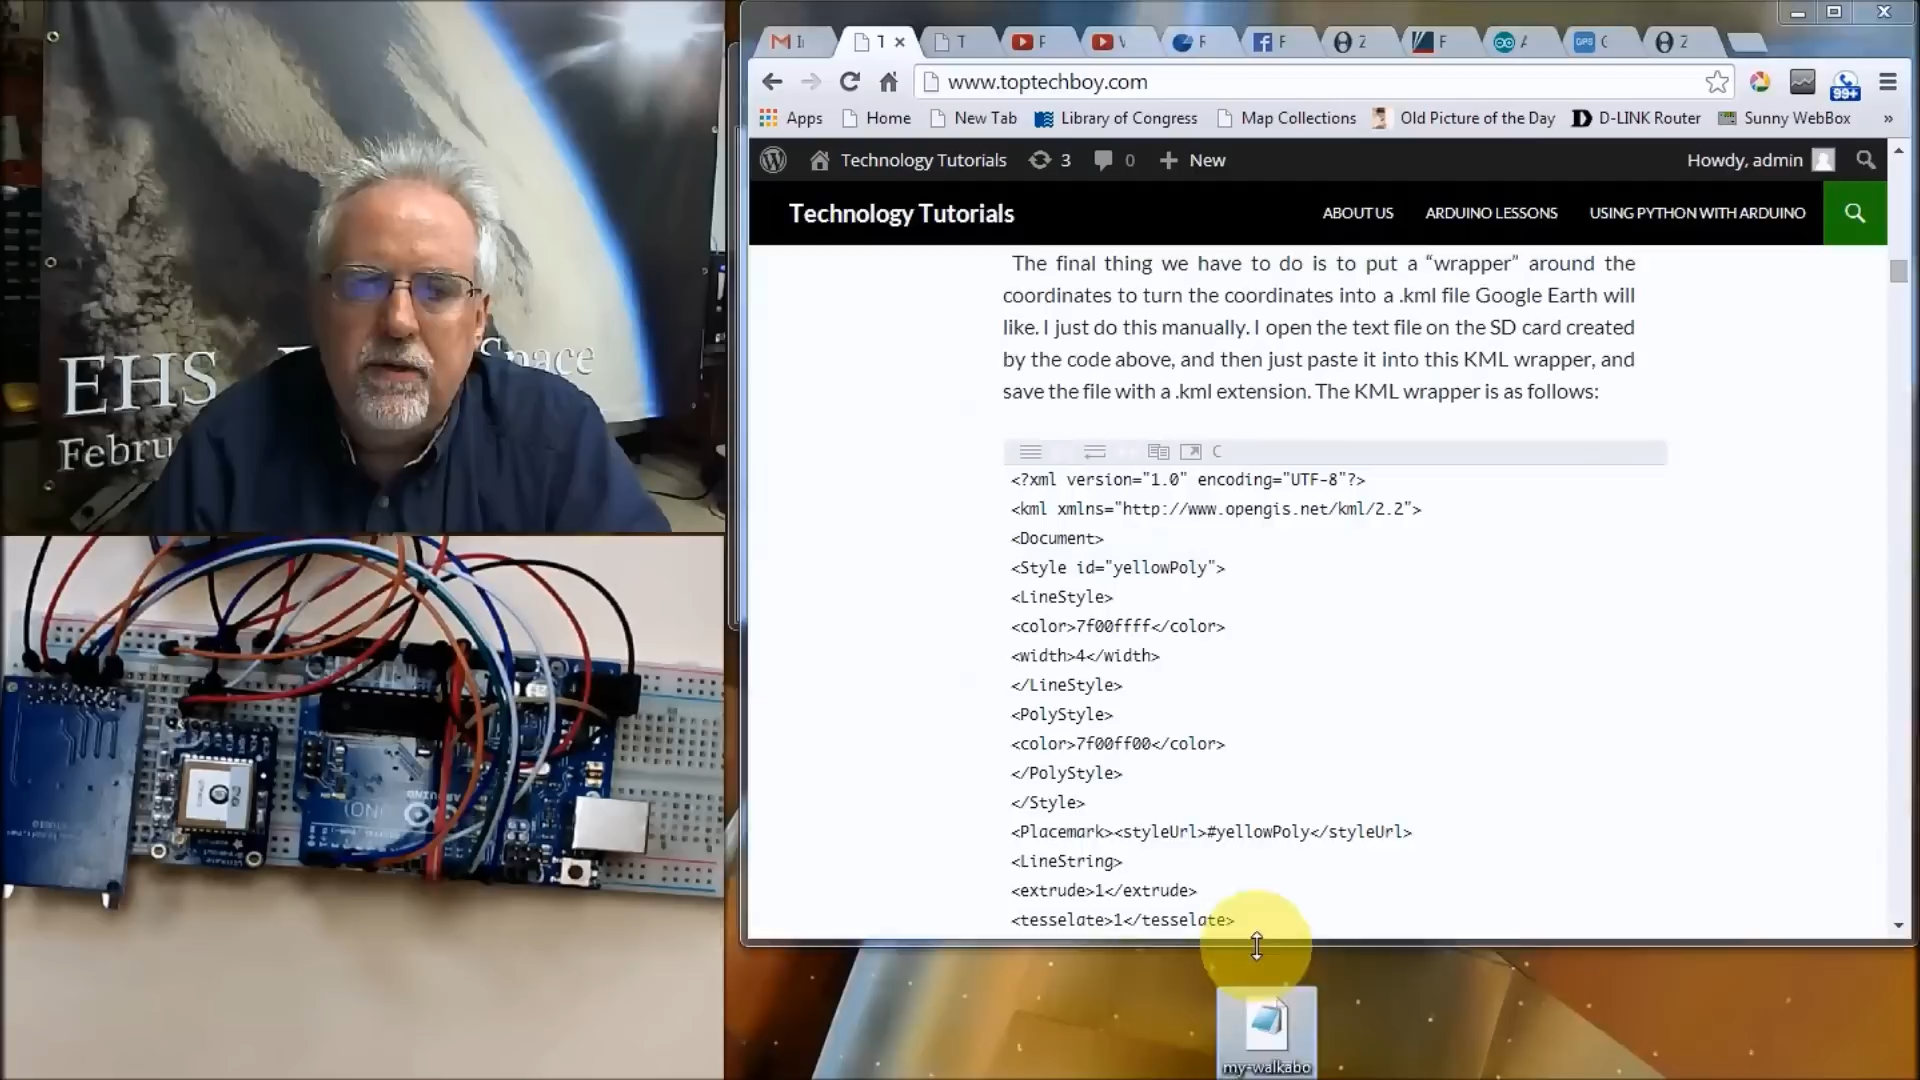 EHS
Space
Febru
ARDUINO
UNO
I
T
T
F
V
F
F
Z
F
A
GPS
C
Z
www.toptechboy.com
99+
Apps
Home
New Tab
Library of Congress
Map Collections
Old Picture of the Day
D-LINK Router
Sunny WebBox
»
Technology Tutorials
3
0
+ New
Howdy, admin
Technology Tutorials
ABOUT US
ARDUINO LESSONS
USING PYTHON WITH ARDUINO
The final thing we have to do is to put a “wrapper” around the
coordinates to turn the coordinates into a .kml file Google Earth will
like. I just do this manually. I open the text file on the SD card created
by the code above, and then just paste it into this KML wrapper, and
save the file with a .kml extension. The KML wrapper is as follows:
C
<?xml version="1.0" encoding="UTF-8"?>
<kml xmlns="http://www.opengis.net/kml/2.2">
<Document>
<Style id="yellowPoly">
<LineStyle>
<color>7f00ffff</color>
<width>4</width>
</LineStyle>
<PolyStyle>
<color>7f00ff00</color>
</PolyStyle>
</Style>
<Placemark><styleUrl>#yellowPoly</styleUrl>
<LineString>
<extrude>1</extrude>
<tesselate>1</tesselate>
my-walkabo